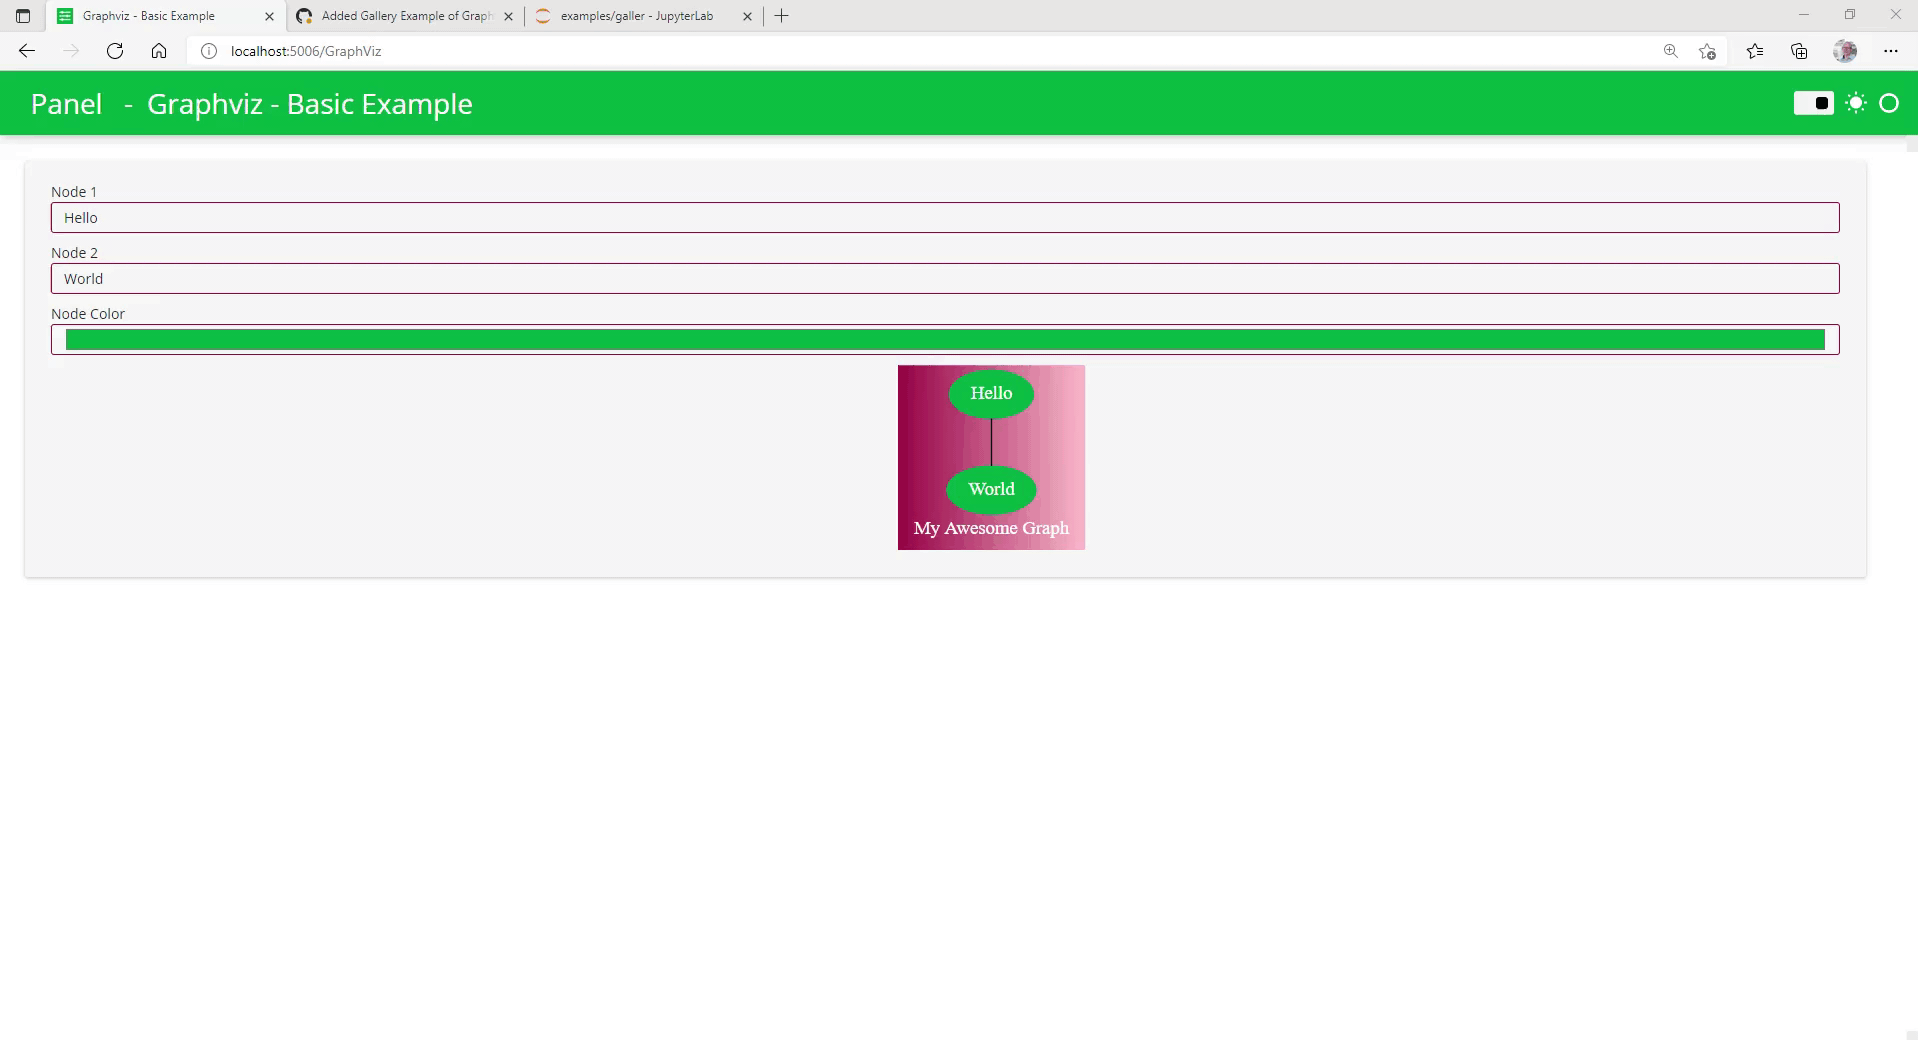 Graphviz - Basic Example
Added Gallery Example of Graph
examples/galler - JupyterLab
localhost:5006/GraphViz
Panel - Graphviz - Basic Example
Node 1
Hello
Node 2
World
Node Color
Hello
World
My Awesome Graph